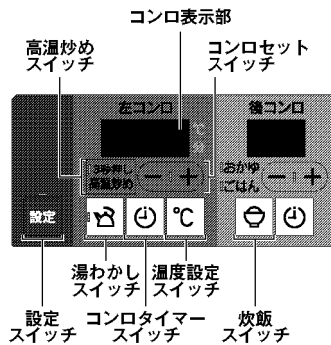 コンロ表示部
高温炒め
スイッチ
コンロセット
スイッチ
左コンロ
後コンロ
℃
分
3秒押し
高温炒め
− +
おかゆ
ごはん
− +
設定
℃
湯わかし
スイッチ
温度設定
スイッチ
設定
スイッチ
コンロタイマー
スイッチ
炊飯
スイッチ